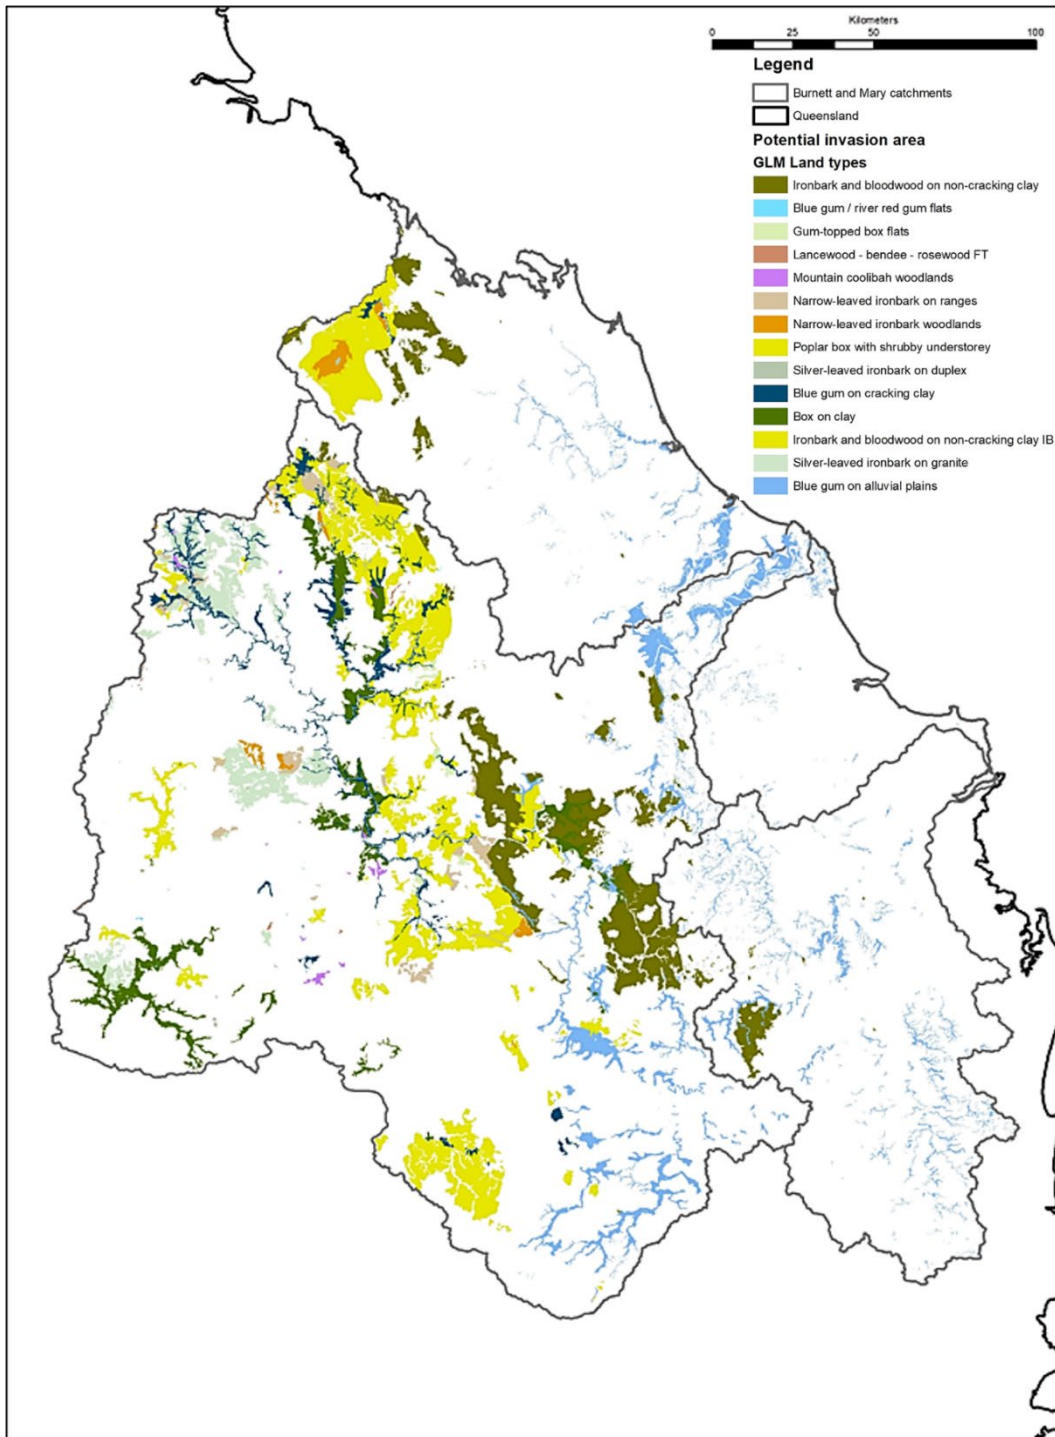 Kilometers
0 25 50 100
Legend
Burnett and Mary catchments
Queensland
Potential invasion area
GLM Land types
Ironbark and bloodwood on non-cracking clay
Blue gum / river red gum flats
Gum-topped box flats
Lancewood - bendee - rosewood FT
Mountain coolibah woodlands
Narrow-leaved ironbark on ranges
Narrow-leaved ironbark woodlands
Poplar box with shrubby understorey
Silver-leaved ironbark on duplex
Blue gum on cracking clay
Box on clay
Ironbark and bloodwood on non-cracking clay IB
Silver-leaved ironbark on granite
Blue gum on alluvial plains